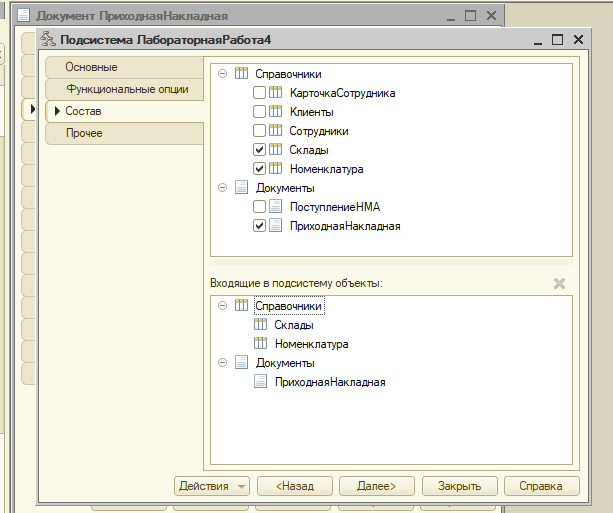 Документ ПриходнаяНакладная
Подсистема ЛабораторнаяРабота4
Основные
Функциональные опции
Состав
Прочее
Справочники
КарточкаСотрудника
Клиенты
Сотрудники
Склады
Номенклатура
Документы
ПоступлениеНМА
ПриходнаяНакладная
Входящие в подсистему объекты:
Справочники
Склады
Номенклатура
Документы
ПриходнаяНакладная
Действия <Назад Далее> Закрыть Справка